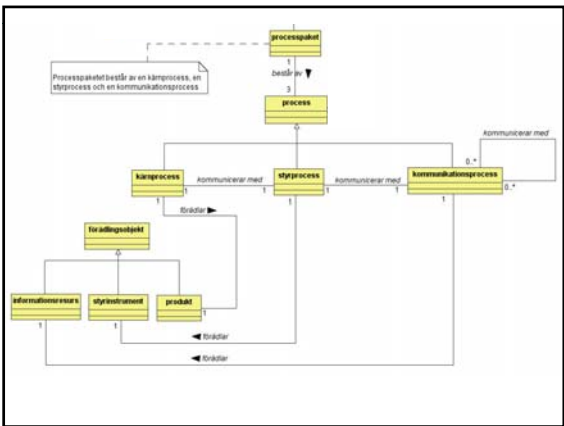 processpaket
1
består av
Processpaketet består av en kärnprocess, en
styrprocess och en kommunikationsprocess
3
process
kommunicerar med
0..*
kärnprocess
kommunicerar med
styrprocess
kommunicerar med
kommunikationsprocess
1
1
1
1
0..*
1
1
1
förädlar
förädlingsobjekt
informationsresurs
styrinstrument
produkt
1
1
1
förädlar
förädlar